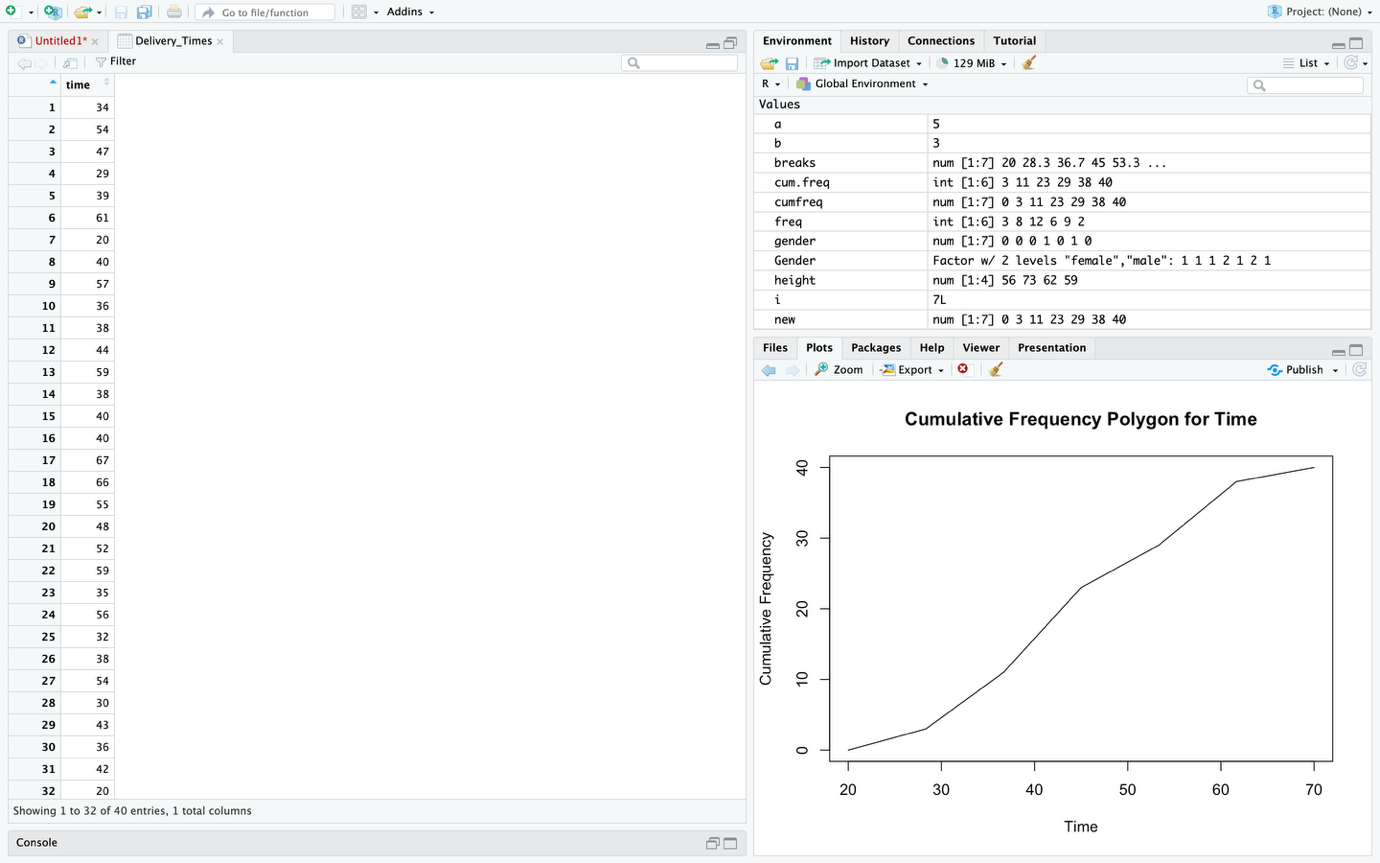 Go to file/function Addins Project: (None)
Untitled1* Delivery_Times
Filter
time
1 34
2 54
3 47
4 29
5 39
6 61
7 20
8 40
9 57
10 36
11 38
12 44
13 59
14 38
15 40
16 40
17 67
18 66
19 55
20 48
21 52
22 59
23 35
24 56
25 32
26 38
27 54
28 30
29 43
30 36
31 42
32 20
Showing 1 to 32 of 40 entries, 1 total columns
Console
Environment History Connections Tutorial
Import Dataset 129 MiB List
R Global Environment
Values
a 5
b 3
breaks num [1:7] 20 28.3 36.7 45 53.3 ...
cum.freq int [1:6] 3 11 23 29 38 40
cumfreq num [1:7] 0 3 11 23 29 38 40
freq int [1:6] 3 8 12 6 9 2
gender num [1:7] 0 0 0 1 0 1 0
Gender Factor w/ 2 levels "female","male": 1 1 1 2 1 2 1
height num [1:4] 56 73 62 59
i 7L
new num [1:7] 0 3 11 23 29 38 40
Files Plots Packages Help Viewer Presentation
Zoom Export Publish
Cumulative Frequency Polygon for Time
Cumulative Frequency
40
30
20
10
0
20 30 40 50 60 70
Time